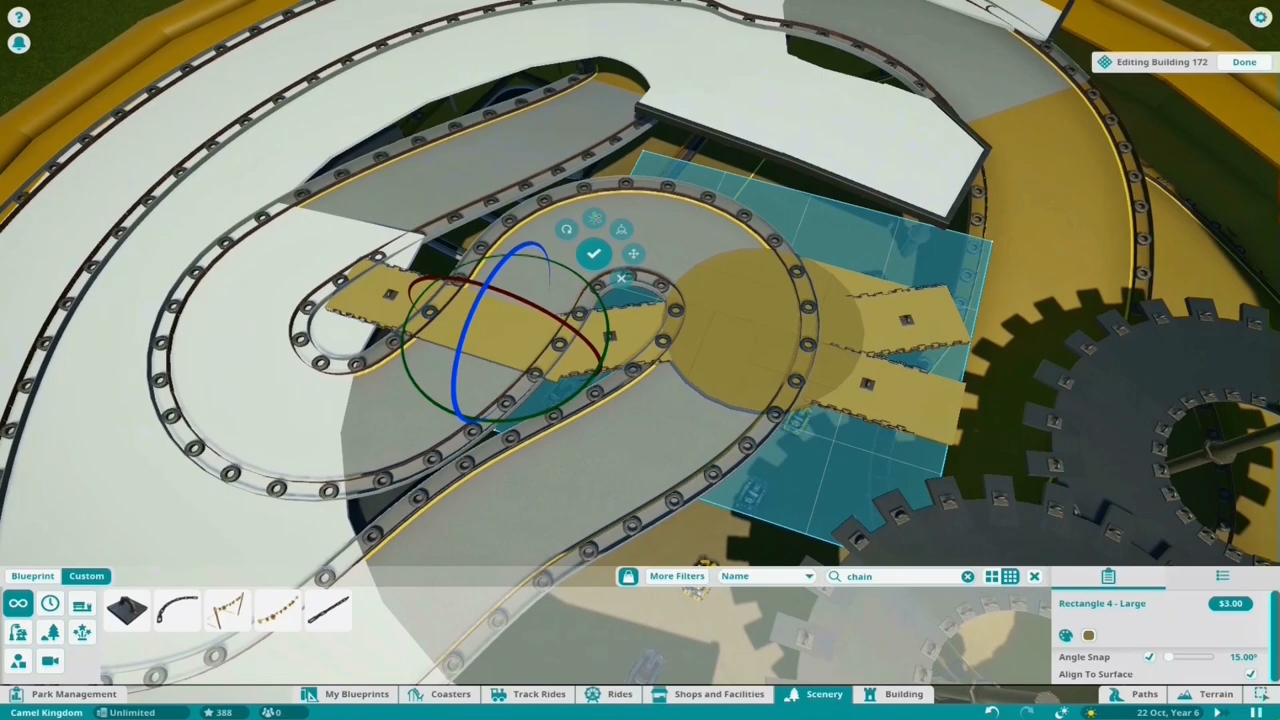 ?
Editing Building 172 Done
Blueprint Custom
More Filters Name chain
Rectangle 4 - Large $3.00
Angle Snap 15.00°
Align To Surface
Park Management My Blueprints Coasters Track Rides Rides Shops and Facilities Scenery Building Paths Terrain
Camel Kingdom Unlimited 388 0 22 Oct, Year 6